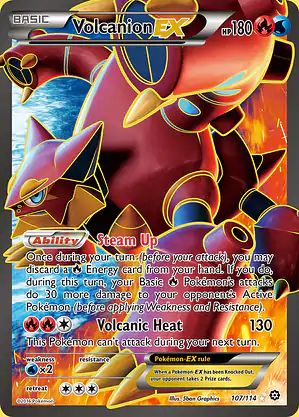 BASIC
Volcanion EX HP180
Ability Steam Up
Once during your turn (before your attack), you may
discard a Energy card from your hand. If you do,
during this turn, your Basic Pokémon's attacks
do 30 more damage to your opponent's Active
Pokémon (before applying Weakness and Resistance).
Volcanic Heat 130
This Pokémon can't attack during your next turn.
weakness resistance
×2
retreat
Pokémon-EX rule
When a Pokémon-EX has been Knocked Out,
your opponent takes 2 Prize cards.
©2016 Pokémon
Illus. 5ban Graphics
107/114